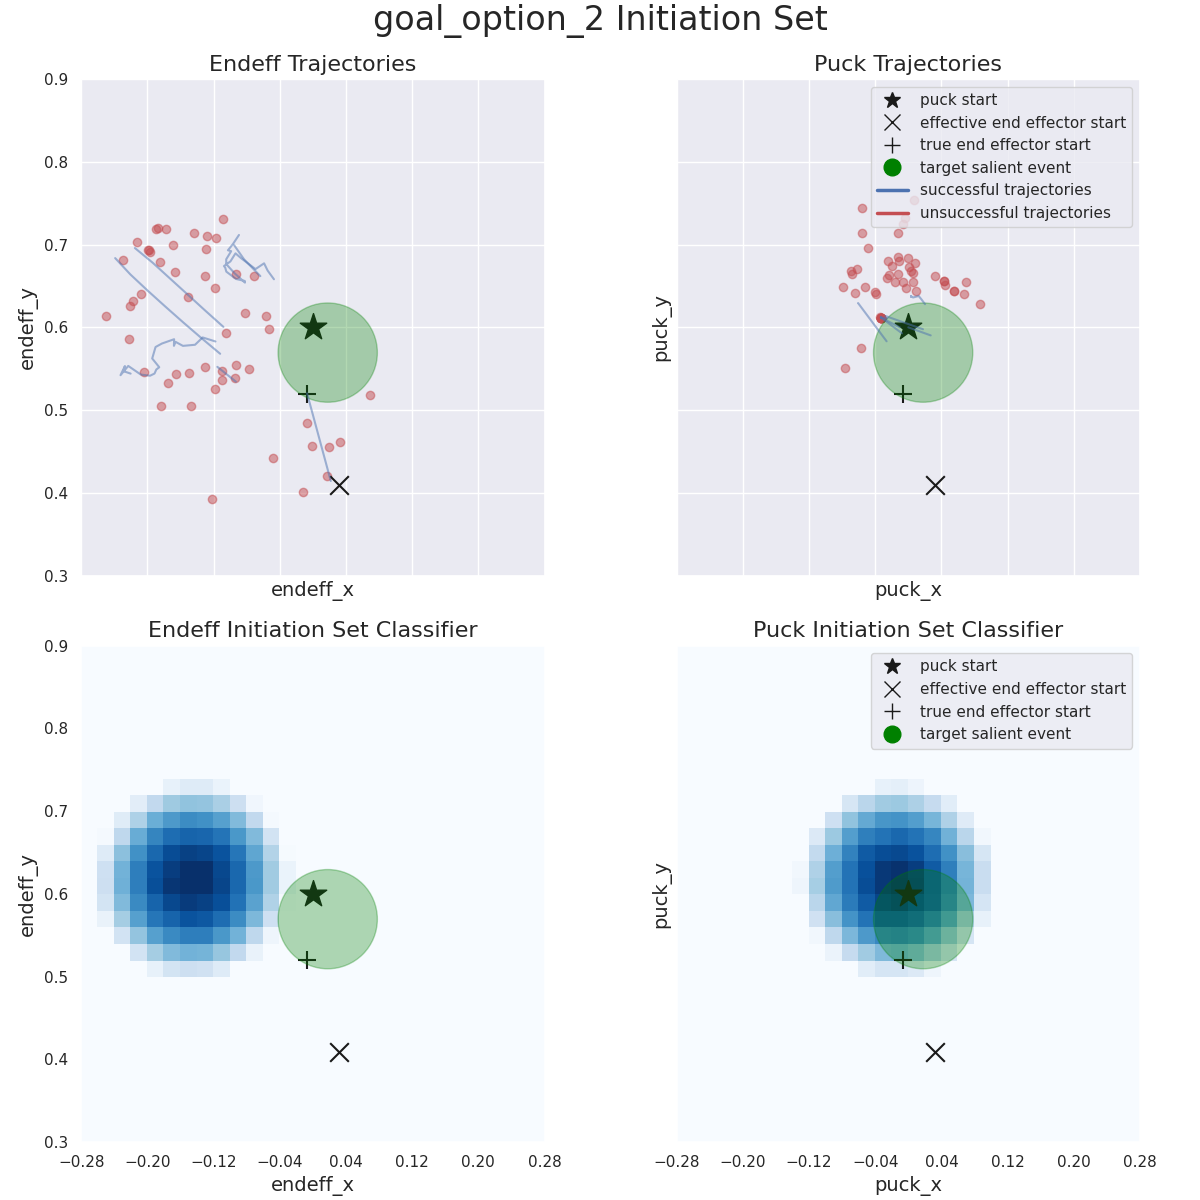 goal_option_2 Initiation Set
Endeff Trajectories
0.9
0.8
0.7
0.6
0.5
0.4
0.3
endeff_y
endeff_x
Puck Trajectories
puck start
effective end effector start
true end effector start
target salient event
successful trajectories
unsuccessful trajectories
puck_y
puck_x
Endeff Initiation Set Classifier
0.9
0.8
0.7
0.6
0.5
0.4
0.3
endeff_y
−0.28 −0.20 −0.12 −0.04 0.04 0.12 0.20 0.28
endeff_x
Puck Initiation Set Classifier
puck start
effective end effector start
true end effector start
target salient event
puck_y
−0.28 −0.20 −0.12 −0.04 0.04 0.12 0.20 0.28
puck_x